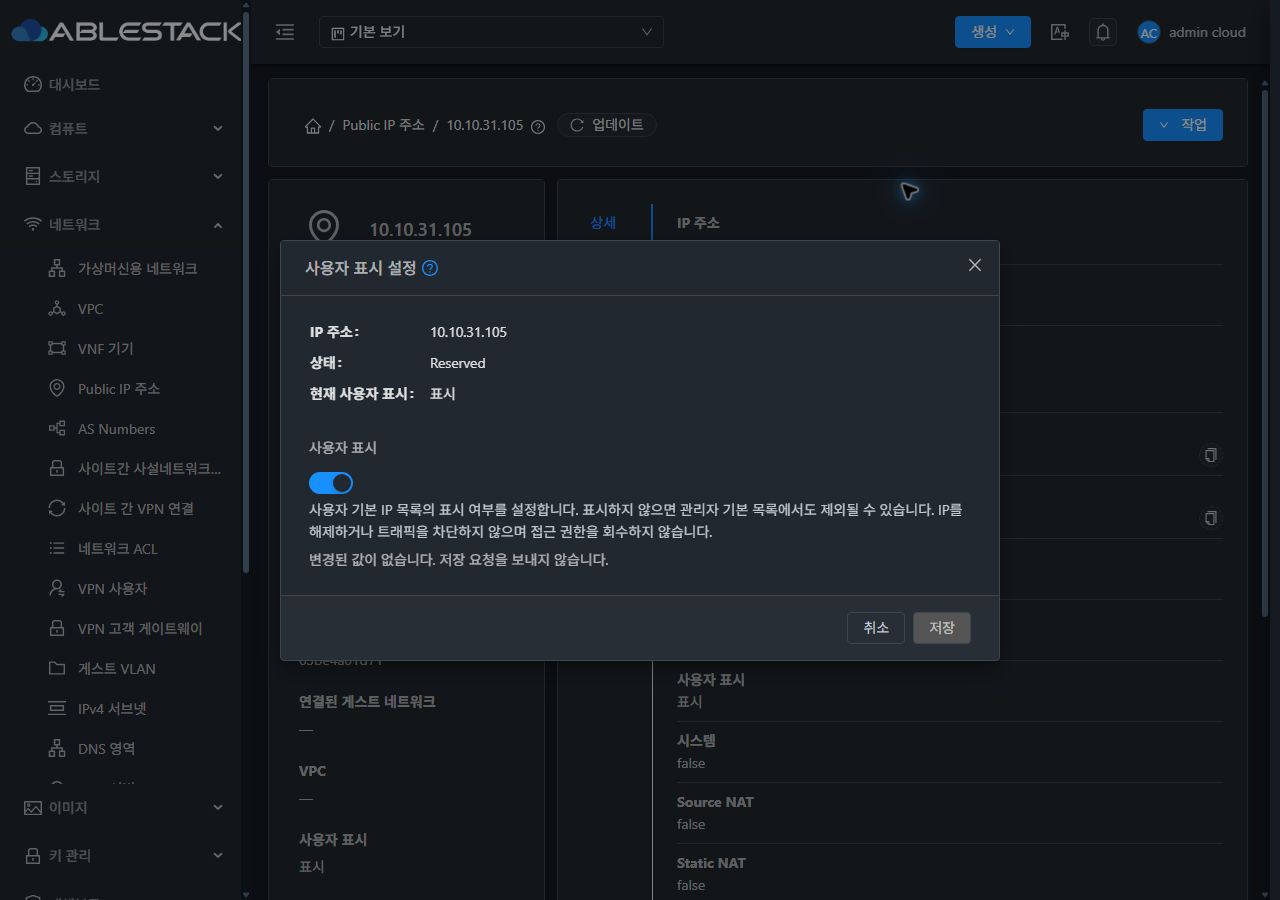 ABLESTACK
기본 보기
생성
AC
admin cloud
대시보드
컴퓨트
스토리지
네트워크
가상머신용 네트워크
VPC
VNF 기기
Public IP 주소
AS Numbers
사이트간 사설네트워크...
사이트 간 VPN 연결
네트워크 ACL
VPN 사용자
VPN 고객 게이트웨이
게스트 VLAN
IPv4 서브넷
DNS 영역
이미지
키 관리
/ Public IP 주소 / 10.10.31.105
업데이트
작업
10.10.31.105
상세
IP 주소
사용자 표시 설정
IP 주소: 10.10.31.105
상태: Reserved
현재 사용자 표시: 표시
사용자 표시
사용자 기본 IP 목록의 표시 여부를 설정합니다. 표시하지 않으면 관리자 기본 목록에서도 제외될 수 있습니다. IP를
해제하거나 트래픽을 차단하지 않으며 접근 권한을 회수하지 않습니다.
변경된 값이 없습니다. 저장 요청을 보내지 않습니다.
취소
저장
연결된 게스트 네트워크
—
VPC
—
사용자 표시
표시
사용자 표시
표시
시스템
false
Source NAT
false
Static NAT
false